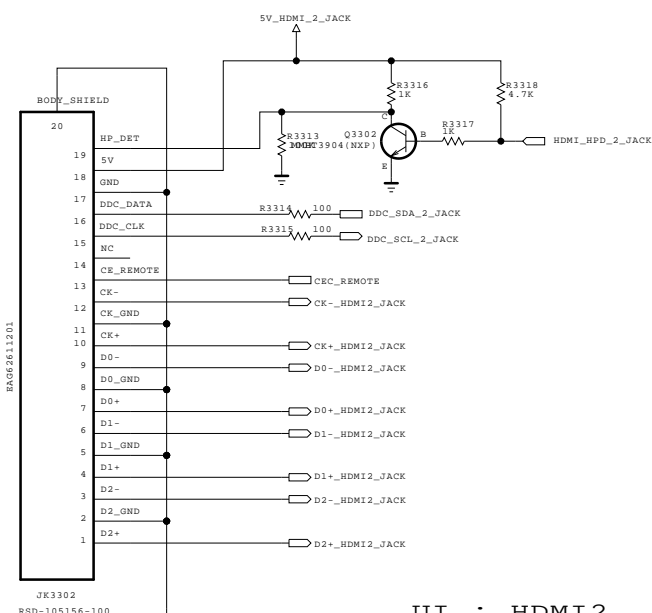 5V_HDMI_2_JACK
R3316
1K
R3318
4.7K
BODY_SHIELD
20
C
R3317
1K
R3313
Q3302
B
HDMI_HPD_2_JACK
E
HP_DET
19
5V
18
GND
17
DDC_DATA
R3314 100
DDC_SDA_2_JACK
16
DDC_CLK
R3315 100
DDC_SCL_2_JACK
15
NC
14
CE_REMOTE
CEC_REMOTE
13
CK-
CK-_HDMI2_JACK
12
CK_GND
11
CK+
CK+_HDMI2_JACK
10
D0-
D0-_HDMI2_JACK
9
D0_GND
8
D0+
D0+_HDMI2_JACK
7
D1-
D1-_HDMI2_JACK
6
D1_GND
5
D1+
D1+_HDMI2_JACK
4
D2-
D2-_HDMI2_JACK
3
D2_GND
2
D2+
D2+_HDMI2_JACK
1
EAG62611201
JK3302
RSD-105156-100